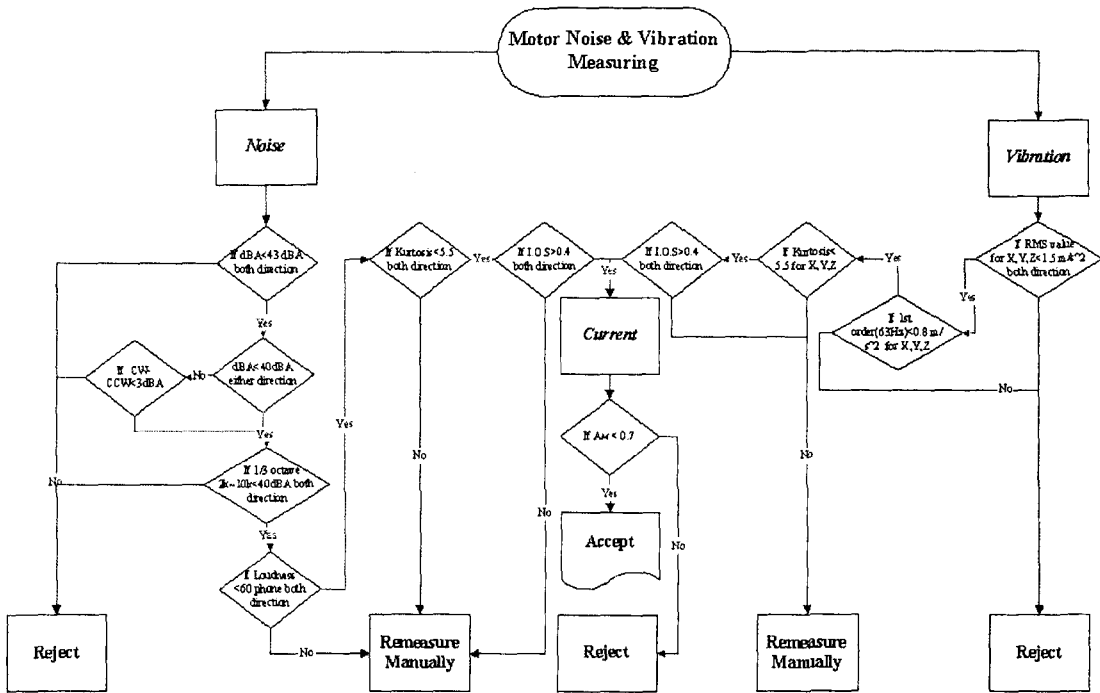 Motor Noise & Vibration
Measuring
Noise
Vibration
If dBA<43 dBA
both direction
Yes
dBA<40dBA
either direction
No
If CW-
CCW<3dBA
Yes
If 1/3 octave
2k~10k<40dBA both
direction
No
Yes
If Loudness
<60 phone both
direction
Yes
No
Reject
If Kurtosis<5.5
both direction
Yes
No
Remeasure
Manually
If I.O.S>0.4
both direction
Yes
No
Current
If A<0.7
Yes
Accept
No
Reject
If I.O.S>0.4
both direction
Yes
If Kurtosis<
5.5 for X,Y,Z
Yes
No
Remeasure
Manually
If RMS value
for X,Y,Z<1.5 m/s^2
both direction
Yes
If 1st
order(63Hz)<0.8 m/
s^2 for X,Y,Z
No
Reject